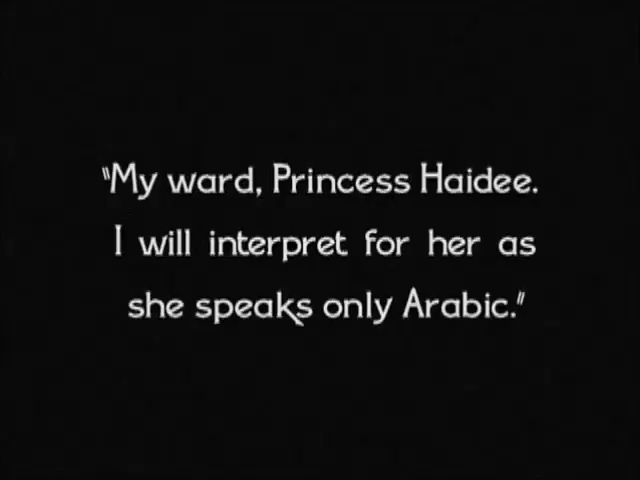 "My ward, Princess Haidee.
I will interpret for her as
she speaks only Arabic."